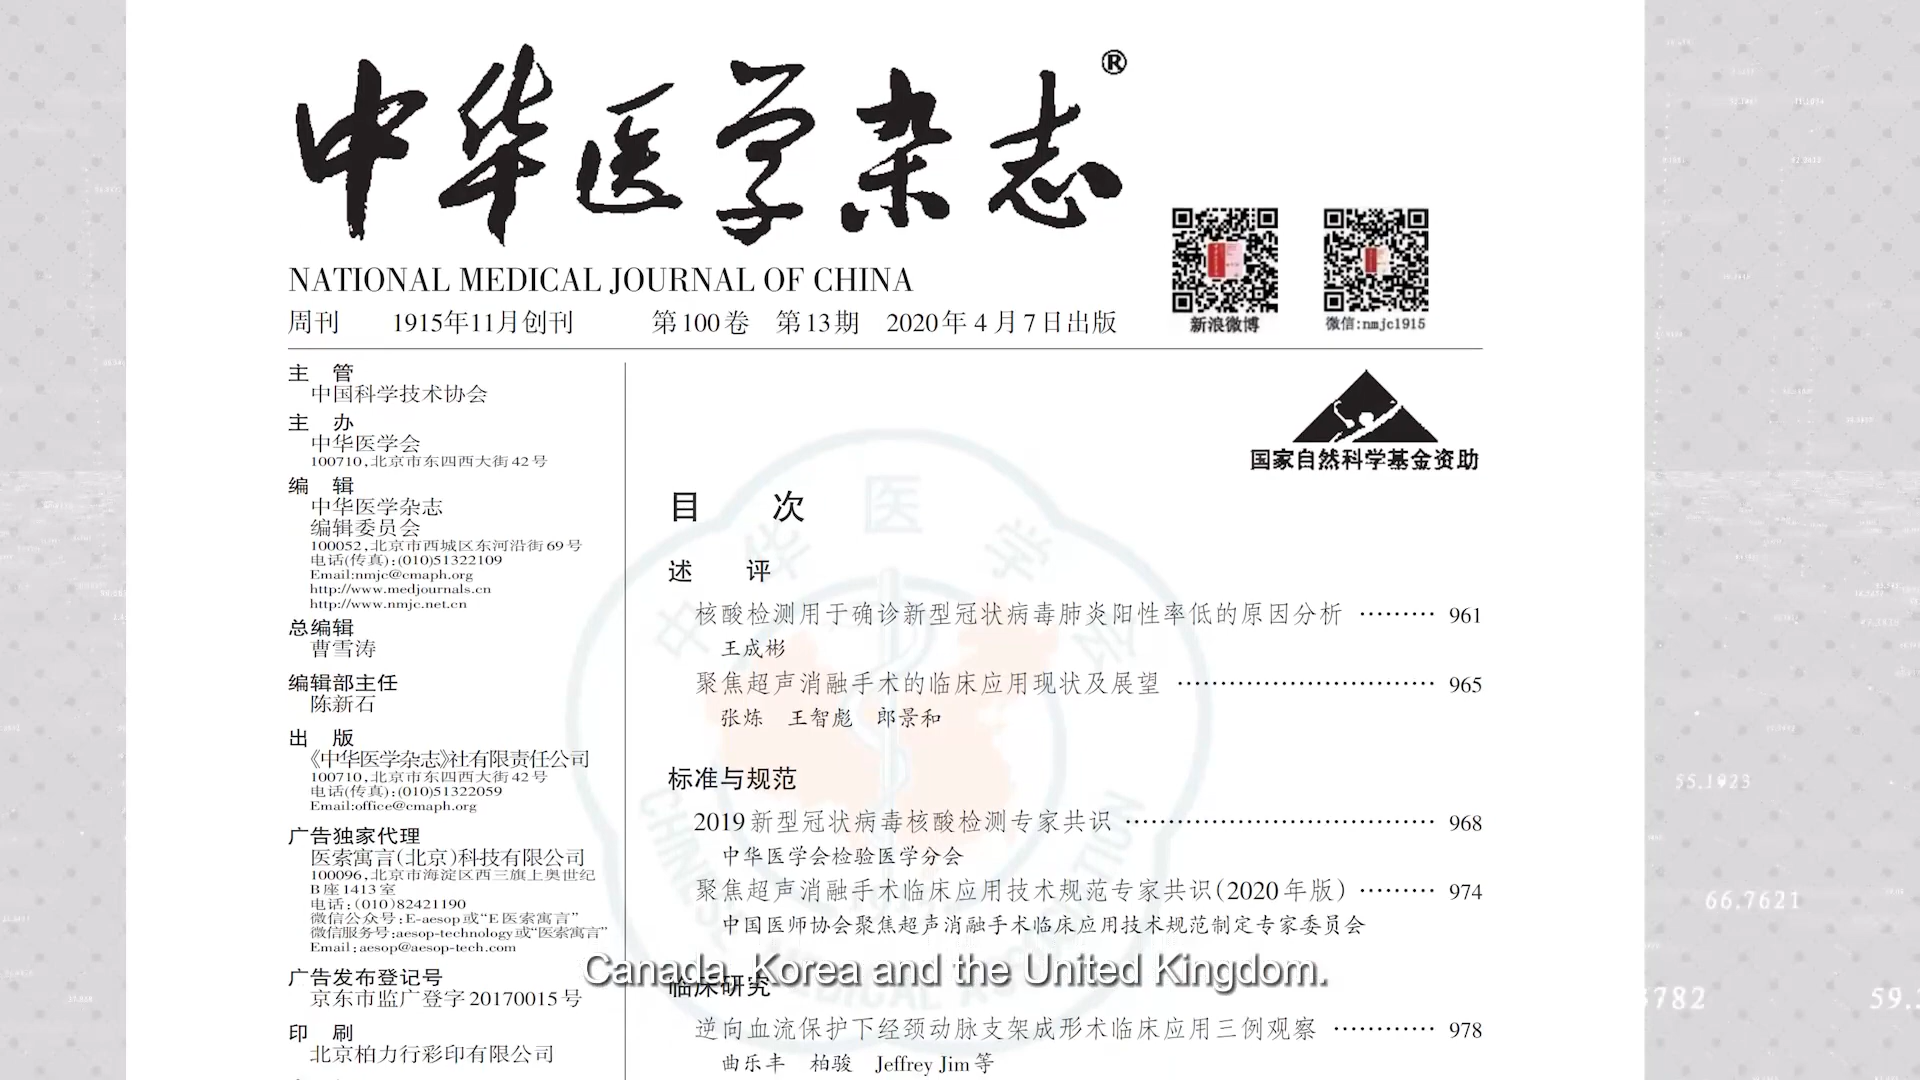 中华医学杂志®
NATIONAL MEDICAL JOURNAL OF CHINA
周刊 1915年11月创刊 第100卷 第13期 2020年4月7日出版
新浪微博
微信:nmjc1915
主 管
中国科学技术协会
主 办
中华医学会
100710,北京市东四西大街42号
编 辑
中华医学杂志
编辑委员会
100052,北京市西城区东河沿街69号
电话(传真):(010)51322109
Email:nmjc@cmaph.org
http://www.medjournals.cn
http://www.nmjc.net.cn
总编辑
曹雪涛
编辑部主任
陈新石
出 版
《中华医学杂志》社有限责任公司
100710,北京市东四西大街42号
电话(传真):(010)51322059
Email:office@cmaph.org
广告独家代理
医索寓言(北京)科技有限公司
100096,北京市海淀区西三旗上奥世纪
B座1413室
电话:(010)82421190
微信公众号:E-aesop或“E医索寓言”
微信服务号:aesop-technology或“医索寓言”
Email:aesop@aesop-tech.com
广告发布登记号
京东市监广登字20170015号
印 刷
北京柏力行彩印有限公司
国家自然科学基金资助
目 次
述 评
核酸检测用于确诊新型冠状病毒肺炎阳性率低的原因分析 ……… 961
王成彬
聚焦超声消融手术的临床应用现状及展望 ……………………… 965
张炼 王智彪 郎景和
标准与规范
2019新型冠状病毒核酸检测专家共识 …………………………… 968
中华医学会检验医学分会
聚焦超声消融手术临床应用技术规范专家共识(2020年版) ……… 974
中国医师协会聚焦超声消融手术临床应用技术规范制定专家委员会
临床研究
逆向血流保护下经颈动脉支架成形术临床应用三例观察 ………… 978
曲乐丰 柏骏 Jeffrey Jim等
Canada, Korea and the United Kingdom.
中华医学会
55.1923
66.7621